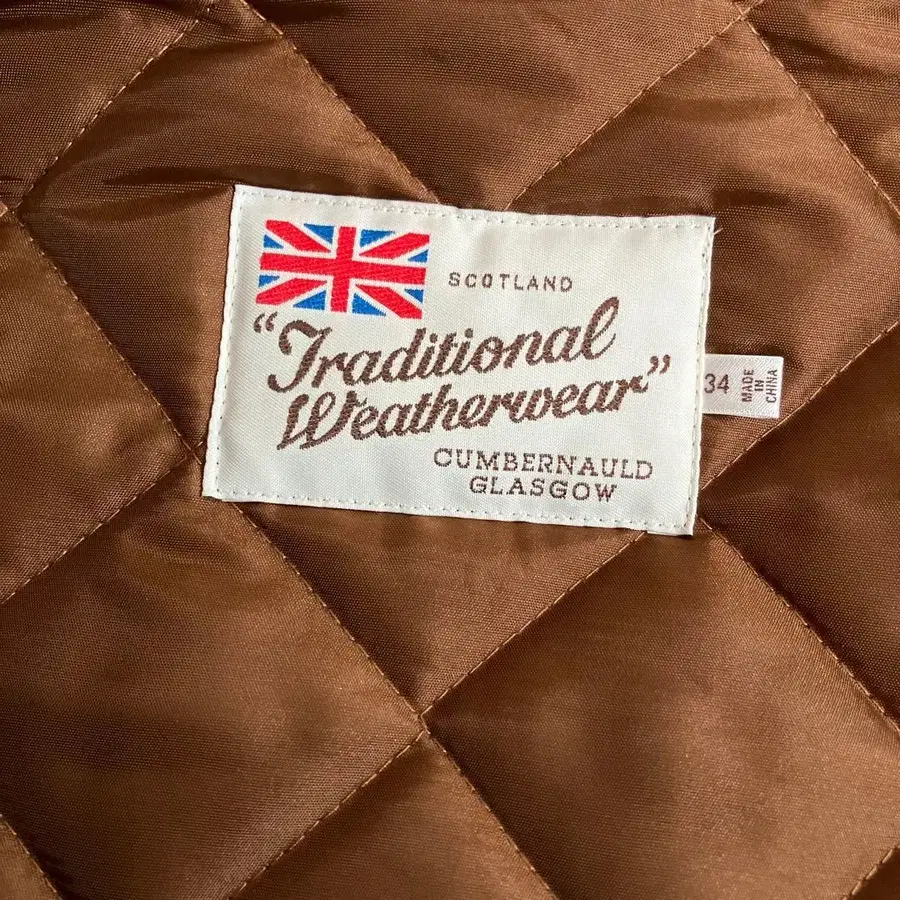 SCOTLAND
"Traditional
Weatherwear"
CUMBERNAULD
GLASGOW
34
MADE
IN
CHINA